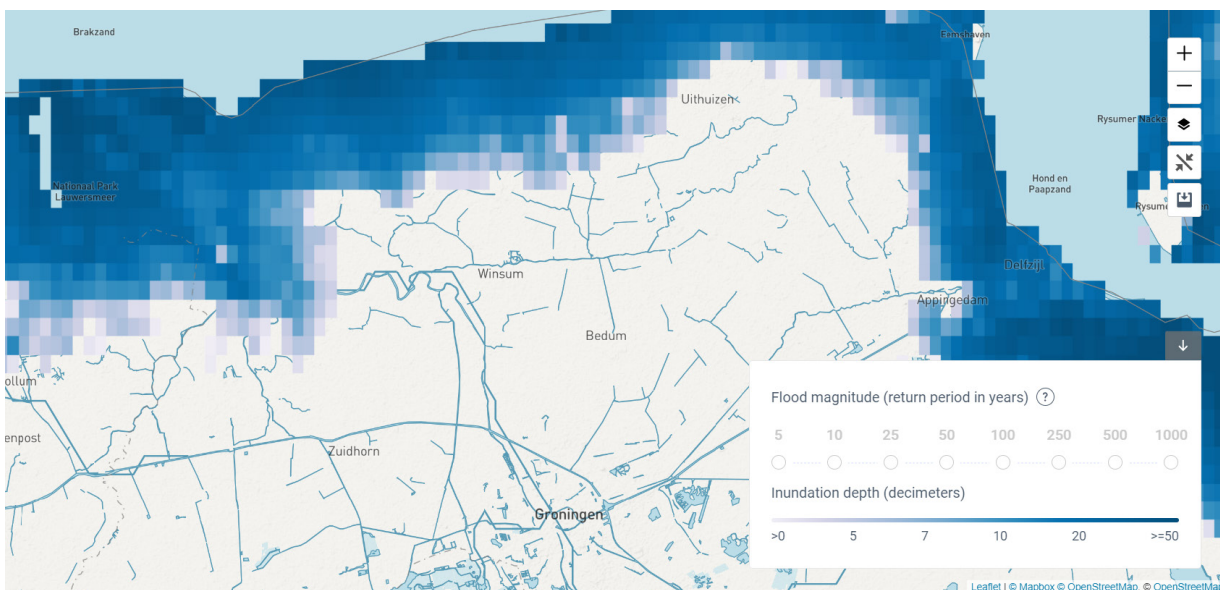 Brakzand
Eemshaven
+
Uithuizen
−
Rysumer Nacke
Nationaal Park
Lauwersmeer
Hond en
Paapzand
Delfzijl
Winsum
Appingedam
Bedum
ollum
enpost
Zuidhorn
Groningen
Flood magnitude (return period in years) ?
5 10 25 50 100 250 500 1000
Inundation depth (decimeters)
>0 5 7 10 20 >=50
Leaflet | © Mapbox © OpenStreetMap, © OpenStreetMap